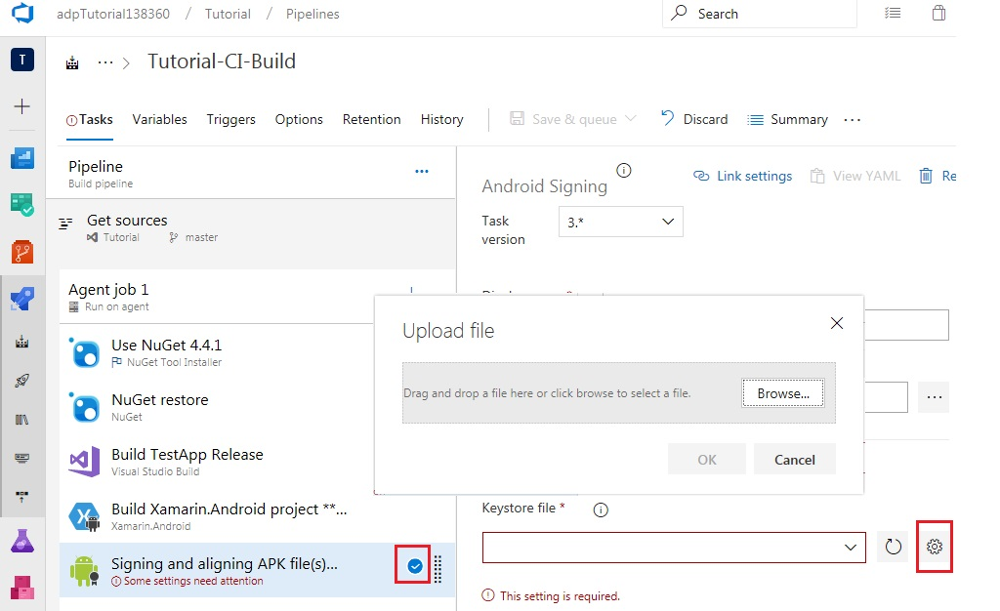 adpTutorial138360 / Tutorial / Pipelines
Search
T
Tutorial-CI-Build
Tasks Variables Triggers Options Retention History
Save & queue Discard Summary
Pipeline
Build pipeline
Get sources
Tutorial master
Agent job 1
Run on agent
Use NuGet 4.4.1
NuGet Tool Installer
NuGet restore
NuGet
Build TestApp Release
Visual Studio Build
Build Xamarin.Android project **...
Xamarin.Android
Signing and aligning APK file(s)...
Some settings need attention
Android Signing
Link settings View YAML Re
Task
version
3.*
Upload file
Drag and drop a file here or click browse to select a file.
Browse...
OK Cancel
Keystore file *
This setting is required.